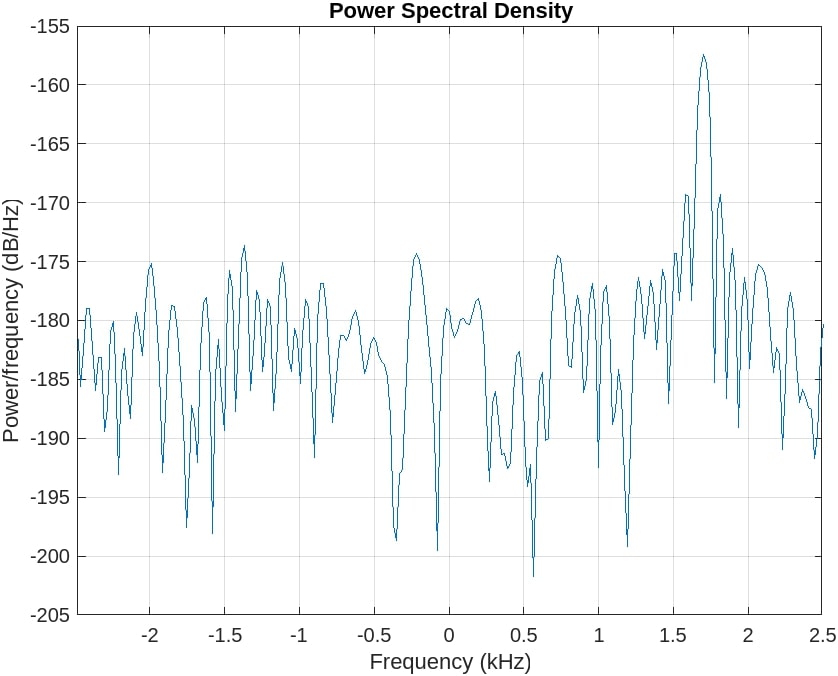 Power Spectral Density
-155
-160
-165
-170
-175
-180
-185
-190
-195
-200
-205
Power/frequency (dB/Hz)
-2 -1.5 -1 -0.5 0 0.5 1 1.5 2 2.5
Frequency (kHz)